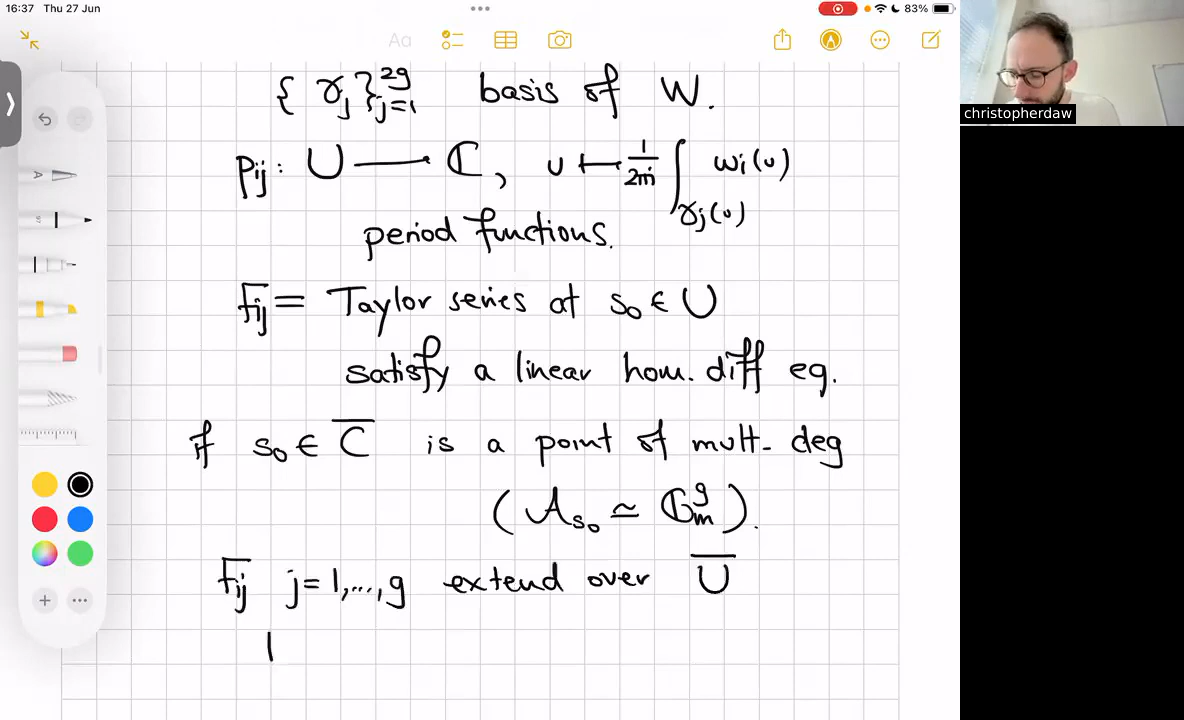 16:37 Thu 27 Jun
83%
Aa
{ γj }²ᵍj=1 basis of W.
Pij : U ⟶ ℂ, u ⟼ 1/2πi ∫γj(u) ωi(u)
period functions.
Fij = Taylor series at s₀ ∈ U
satisfy a linear hom. diff eq.
if s₀ ∈ C̅ is a point of mult- deg
(𝒜s₀ ≃ 𝔾ᵍm).
Fij j=1,...,g extend over U̅
christopherdaw